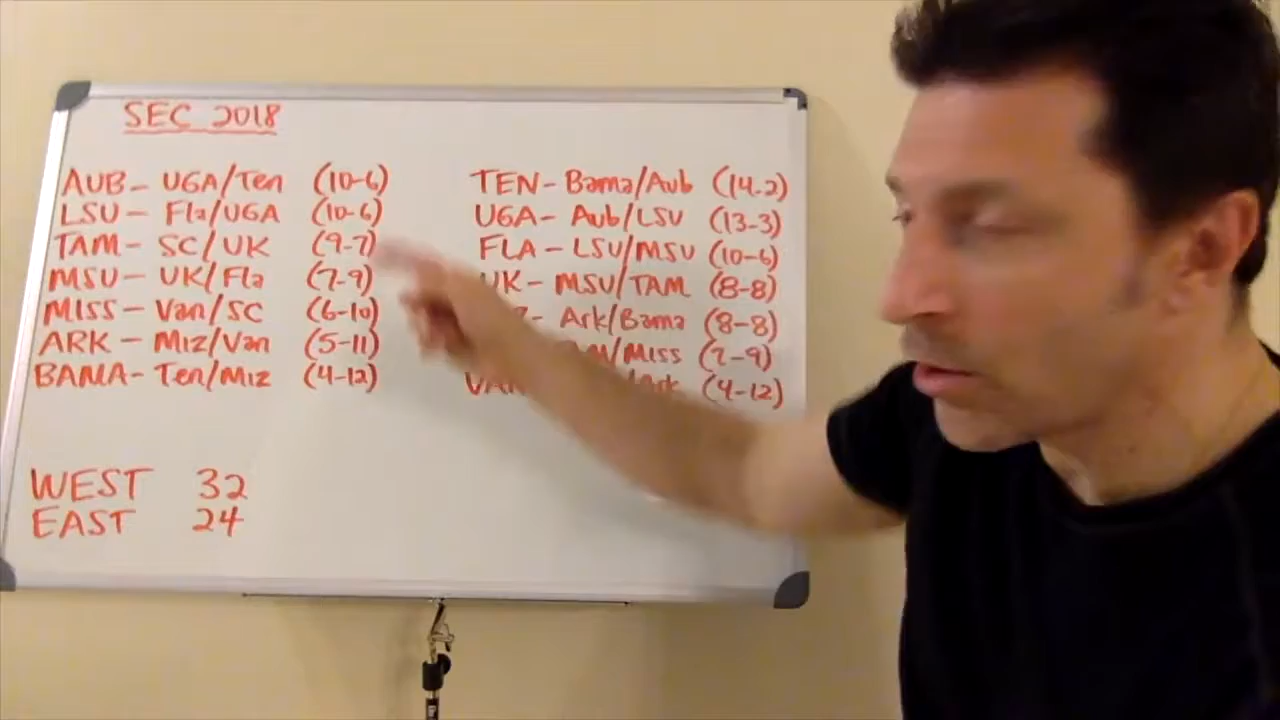 SEC 2018
AUB - UGA/Ten (10-6)
LSU - Fla/UGA (10-6)
TAM - SC/UK (9-7)
MSU - UK/Fla (7-9)
MISS - Van/SC (6-10)
ARK - Miz/Van (5-11)
BAMA - Ten/Miz (4-12)
WEST 32
EAST 24
TEN - Bama/Aub (14-2)
UGA - Aub/LSU (13-3)
FLA - LSU/MSU (10-6)
UK - MSU/TAM (8-8)
Ark/Bama (8-8)
/Miss (7-9)
VAN /Ark (4-12)